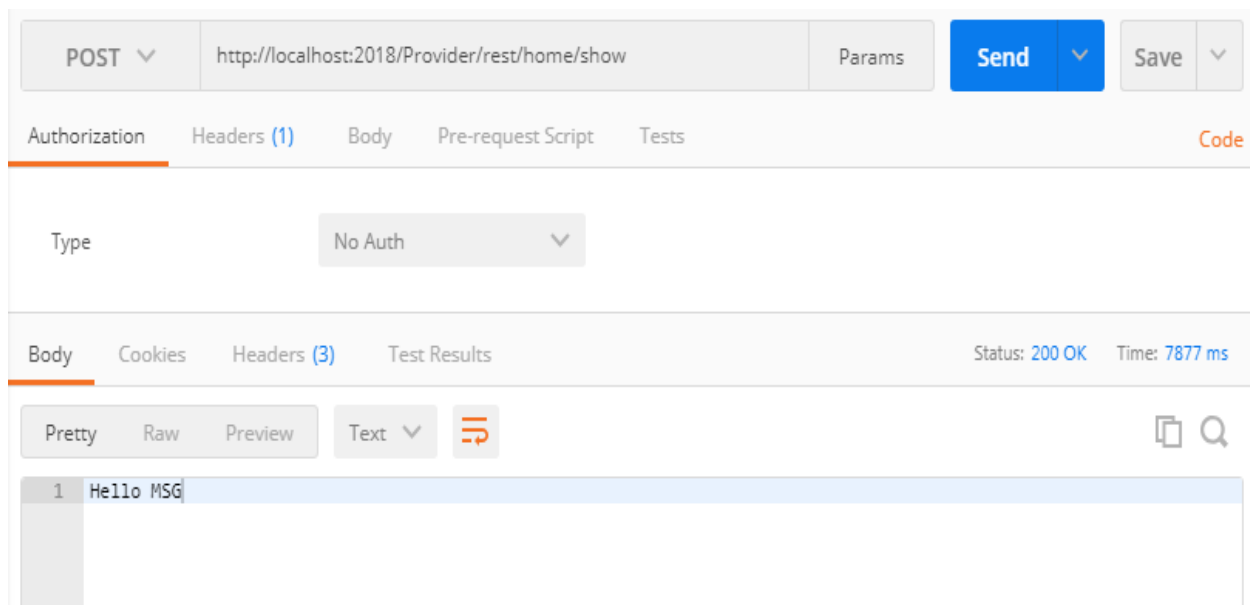 POST http://localhost:2018/Provider/rest/home/show Params Send Save
Authorization Headers (1) Body Pre-request Script Tests Code
Type No Auth
Body Cookies Headers (3) Test Results Status: 200 OK Time: 7877 ms
Pretty Raw Preview Text
1 Hello MSG